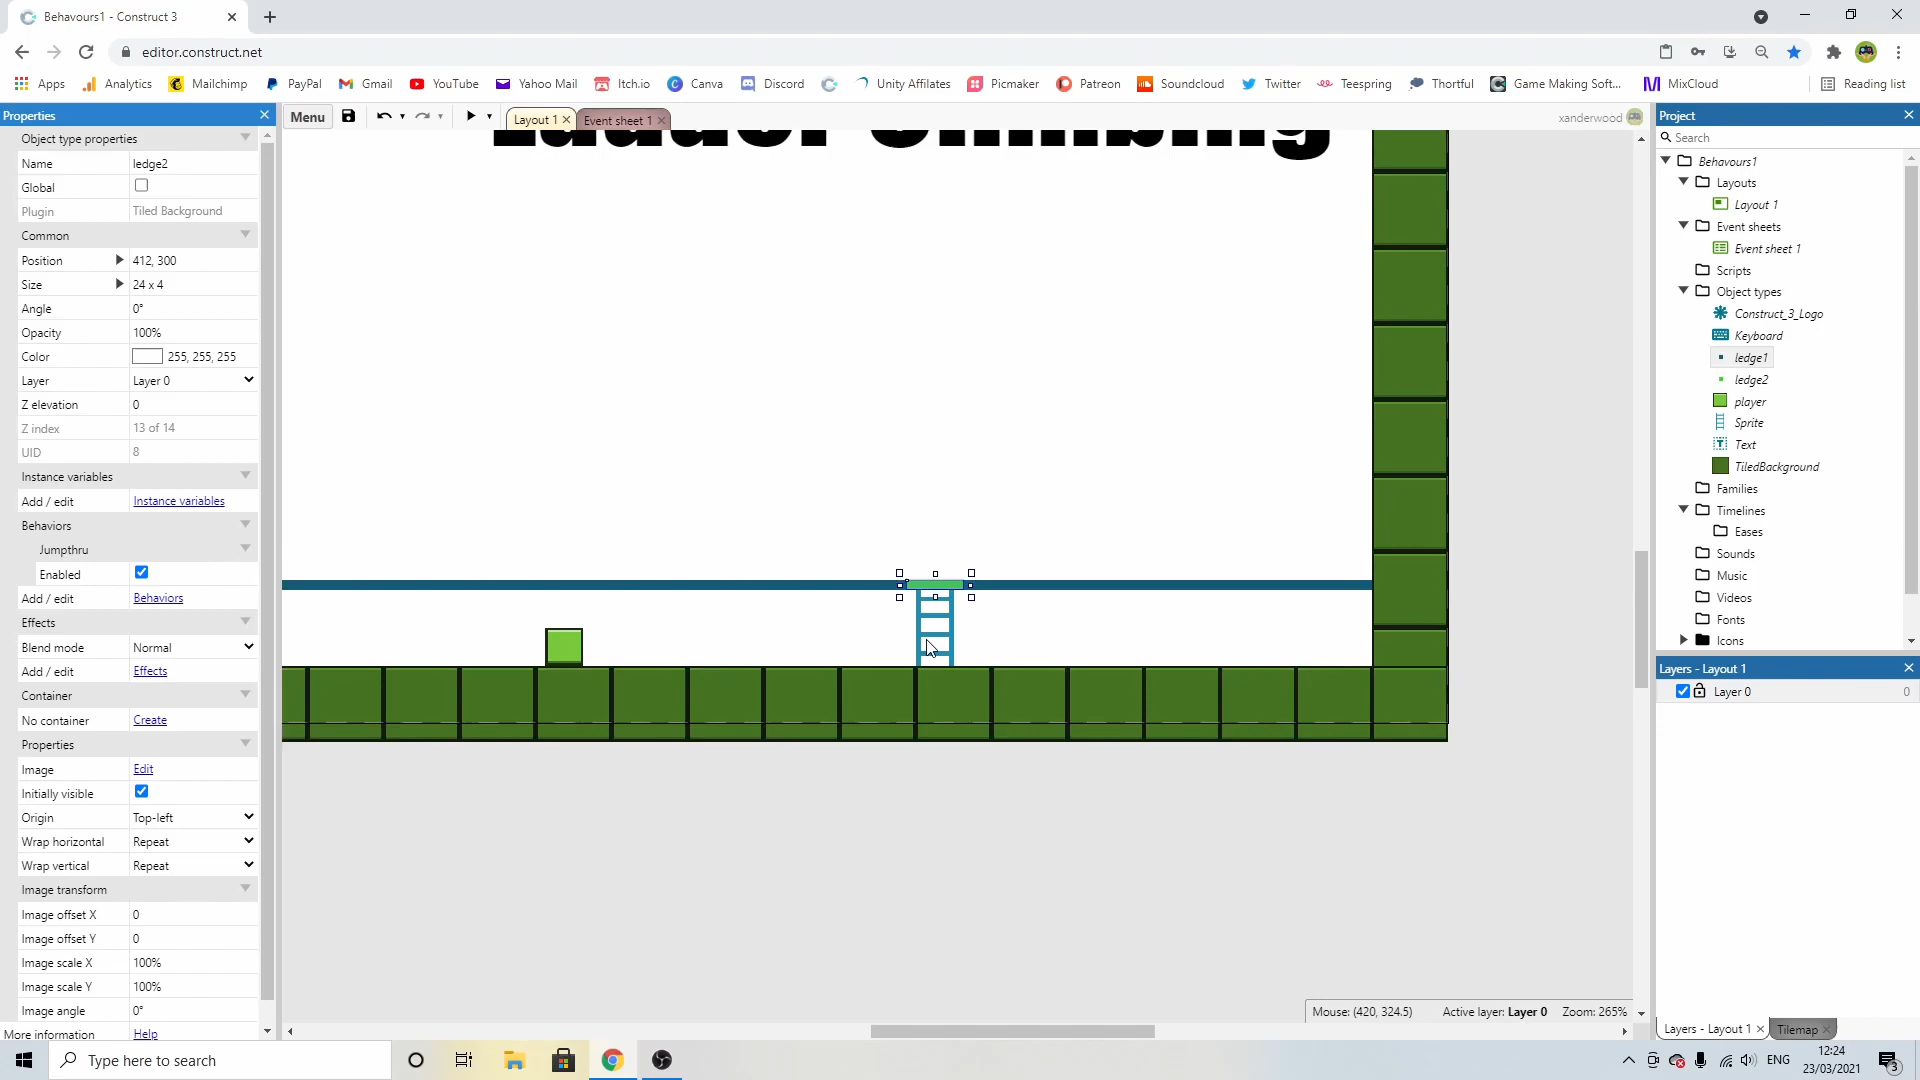 Behavours1 - Construct 3
editor.construct.net
Apps Analytics Mailchimp PayPal Gmail YouTube Yahoo Mail Itch.io Canva Discord Unity Affilates Picmaker Patreon Soundcloud Twitter Teespring Thortful Game Making Soft... MixCloud Reading list
Properties
Object type properties
Name ledge2
Global
Plugin Tiled Background
Common
Position 412, 300
Size 24 x 4
Angle 0°
Opacity 100%
Color 255, 255, 255
Layer Layer 0
Z elevation 0
Z index 13 of 14
UID 8
Instance variables
Add / edit Instance variables
Behaviors
Jumpthru
Enabled
Add / edit Behaviors
Effects
Blend mode Normal
Add / edit Effects
Container
No container Create
Properties
Image Edit
Initially visible
Origin Top-left
Wrap horizontal Repeat
Wrap vertical Repeat
Image transform
Image offset X 0
Image offset Y 0
Image scale X 100%
Image scale Y 100%
Image angle 0°
More information Help
Menu
Layout 1
Event sheet 1
xanderwood
Ladder Climbing
Mouse: (420, 324.5) Active layer: Layer 0 Zoom: 265%
Project
Search
Behavours1
Layouts
Layout 1
Event sheets
Event sheet 1
Scripts
Object types
Construct_3_Logo
Keyboard
ledge1
ledge2
player
Sprite
T Text
TiledBackground
Families
Timelines
Eases
Sounds
Music
Videos
Fonts
Icons
Layers - Layout 1
Layer 0 0
Layers - Layout 1 Tilemap
Type here to search
ENG
12:24
23/03/2021
3